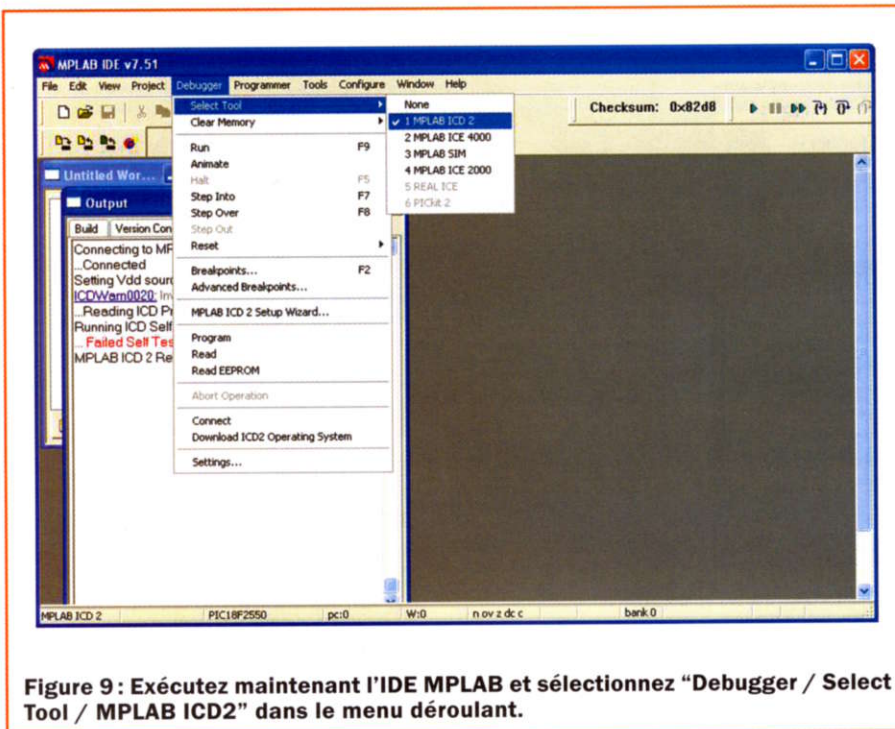 MPLAB IDE v7.51
File Edit View Project Debugger Programmer Tools Configure Window Help
Checksum: 0x82d8
Select Tool
Clear Memory
Run F9
Animate
Halt F5
Step Into F7
Step Over F8
Step Out
Reset
Breakpoints... F2
Advanced Breakpoints...
MPLAB ICD 2 Setup Wizard...
Program
Read
Read EEPROM
Abort Operation
Connect
Download ICD2 Operating System
Settings...
None
1 MPLAB ICD 2
2 MPLAB ICE 4000
3 MPLAB SIM
4 MPLAB ICE 2000
5 REAL ICE
6 PICkit 2
Untitled Wor...
Output
Build Version Con
Connecting to MP
...Connected
Setting Vdd sour
ICDWarn0020: Inv
...Reading ICD Pr
Running ICD Self
... Failed Self Tes
MPLAB ICD 2 Re
MPLAB ICD 2 PIC18F2550 pc:0 W:0 n ov z dc c bank 0
Figure 9 : Exécutez maintenant l'IDE MPLAB et sélectionnez “Debugger / Select
Tool / MPLAB ICD2” dans le menu déroulant.